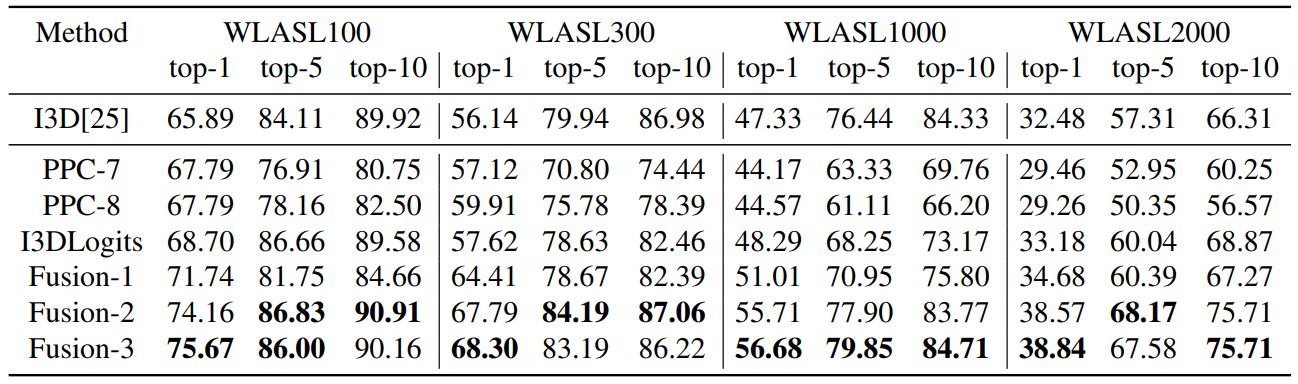 Method WLASL100 WLASL300 WLASL1000 WLASL2000
top-1 top-5 top-10 top-1 top-5 top-10 top-1 top-5 top-10 top-1 top-5 top-10
I3D[25] 65.89 84.11 89.92 56.14 79.94 86.98 47.33 76.44 84.33 32.48 57.31 66.31
PPC-7 67.79 76.91 80.75 57.12 70.80 74.44 44.17 63.33 69.76 29.46 52.95 60.25
PPC-8 67.79 78.16 82.50 59.91 75.78 78.39 44.57 61.11 66.20 29.26 50.35 56.57
I3DLogits 68.70 86.66 89.58 57.62 78.63 82.46 48.29 68.25 73.17 33.18 60.04 68.87
Fusion-1 71.74 81.75 84.66 64.41 78.67 82.39 51.01 70.95 75.80 34.68 60.39 67.27
Fusion-2 74.16 86.83 90.91 67.79 84.19 87.06 55.71 77.90 83.77 38.57 68.17 75.71
Fusion-3 75.67 86.00 90.16 68.30 83.19 86.22 56.68 79.85 84.71 38.84 67.58 75.71